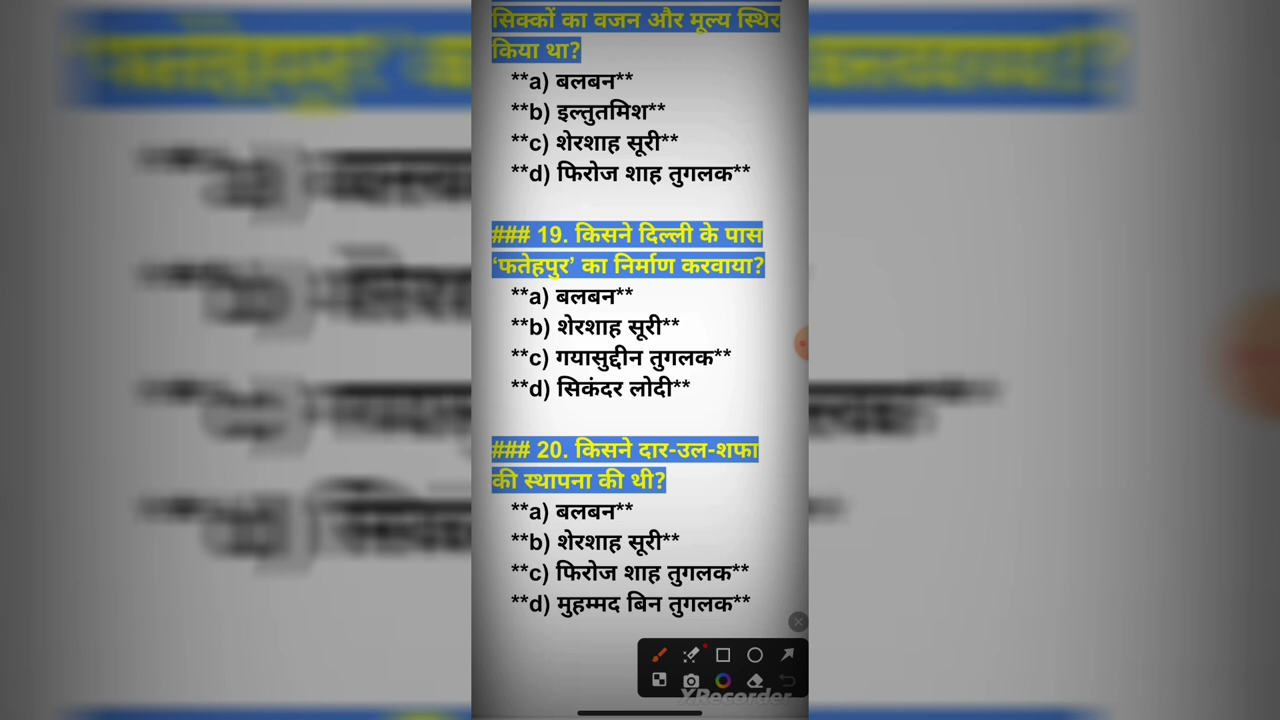 सिक्कों का वजन और मूल्य स्थिर
किया था?
**a) बलबन**
**b) इल्तुतमिश**
**c) शेरशाह सूरी**
**d) फिरोज शाह तुगलक**
### 19. किसने दिल्ली के पास
‘फतेहपुर’ का निर्माण करवाया?
**a) बलबन**
**b) शेरशाह सूरी**
**c) गयासुद्दीन तुगलक**
**d) सिकंदर लोदी**
### 20. किसने दार-उल-शफा
की स्थापना की थी?
**a) बलबन**
**b) शेरशाह सूरी**
**c) फिरोज शाह तुगलक**
**d) मुहम्मद बिन तुगलक**
XRecorder